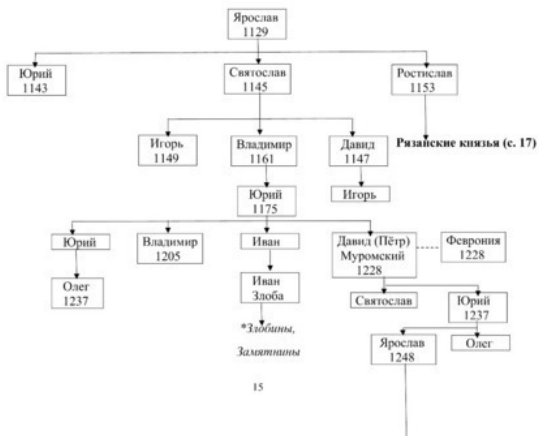 Ярослав
1129
Юрий
1143
Святослав
1145
Ростислав
1153
Игорь
1149
Владимир
1161
Давид
1147
Рязанские князья (с. 17)
Юрий
1175
Игорь
Юрий
Владимир
1205
Иван
Давид (Пётр)
Муромский
1228
Феврония
1228
Олег
1237
Иван
Злоба
Святослав
Юрий
1237
*Злобины,
Замятнины
Ярослав
1248
Олег
15